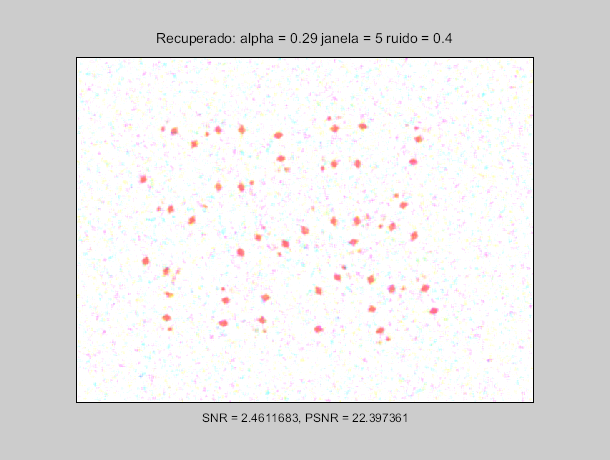 Recuperado: alpha = 0.29 janela = 5 ruido = 0.4
SNR = 2.4611683, PSNR = 22.397361